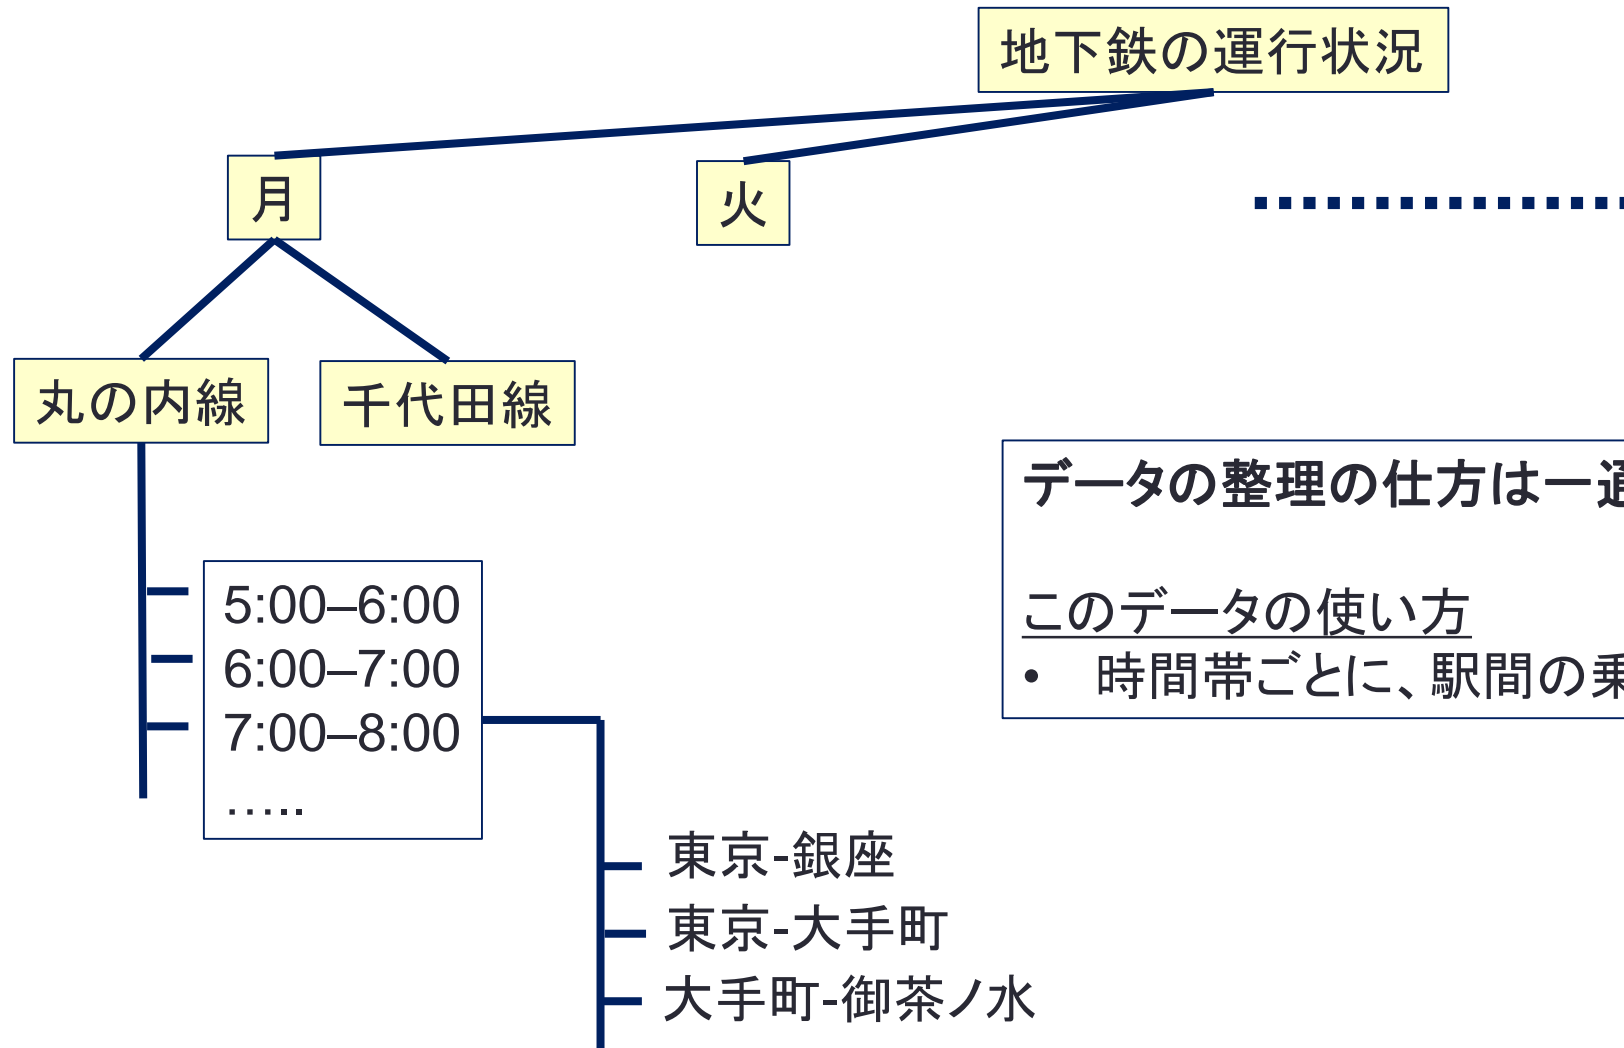 地下鉄の運行状況
月
火
丸の内線
千代田線
データの整理の仕方は一通
このデータの使い方
• 時間帯ごとに、駅間の乗
5:00–6:00
6:00–7:00
7:00–8:00
…..
東京-銀座
東京-大手町
大手町-御茶ノ水